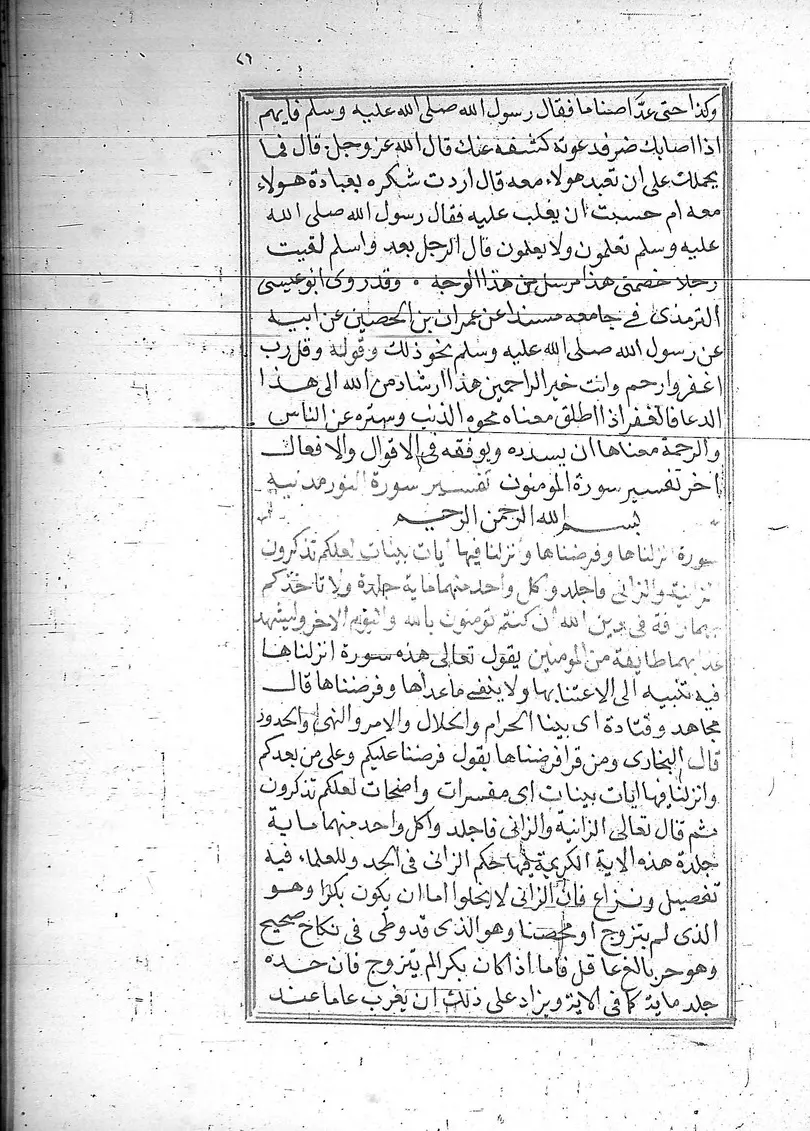 ٢٦
وكذا حتى عدّ اصناما فقال رسول الله صلى الله عليه وسلم فايهم
اذا اصابك ضر فدعوته كشفه عنك قال الله عز وجل قال فما
يحملك على ان تعبد هولاء معه قال اردت شكره بعبادة هولاء
معه ام حسبت ان يغلب عليه فقال رسول الله صلى الله
عليه وسلم تعلمون ولا يعلمون قال الرجل بعد واسلم لقيت
رجلا خصمنى هذا مرسل من هذا الوجه وقد روى ابو عيسى
الترمذى فى جامعه مسندا عن عمران بن الحصين عن ابيه
عن رسول الله صلى الله عليه وسلم نحو ذلك وقوله وقل رب
اغفر وارحم وانت خير الراحمين هذا ارشاد من الله الى هذا
الدعا فالغفر اذا اطلق معناه محوه الذنب وستره عن الناس
والرحمة معناها ان يسدده ويوفقه فى الاقوال والافعال
اخر تفسير سورة المومنون تفسير سورة النور مدنيه
بسم الله الرحمن الرحيم
سورة انزلناها وفرضناها وانزلنا فيها ايات بينات لعلكم تذكرون
الزانية والزانى فاجلدوا كل واحد منهما ماية جلدة ولا تاخذكم
بهما رافة فى دين الله ان كنتم تومنون بالله واليوم الاخر وليشهد
عذابهما طايفة من المومنين يقول تعالى هذه سورة انزلناها
فيه تنبيه الى الاعتنا بها ولا ينفى ما عداها وفرضناها قال
مجاهد وقتادة اى بينا الحرام والحلال والامر والنهى والحدود
قال البخارى ومن قرا فرضناها يقول فرضنا عليكم وعلى من بعدكم
وانزلنا فيها ايات بينات اى مفسرات واضحات لعلكم تذكرون
ثم قال تعالى الزانية والزانى فاجلدوا كل واحد منهما ماية
جلدة هذه الاية الكريمة فيها حكم الزانى فى الحد وللعلماء فيه
تفصيل ونزاع فان الزانى لا يخلوا اما ان يكون بكرا وهو
الذى لم يتزوج او محصنا وهو الذى قد وطى فى نكاح صحيح
وهو حر بالغ عاقل فاما اذا كان بكرا لم يتزوج فان حده
جلد ماية كما فى الاية ويزاد على ذلك ان يغرب عاما عند